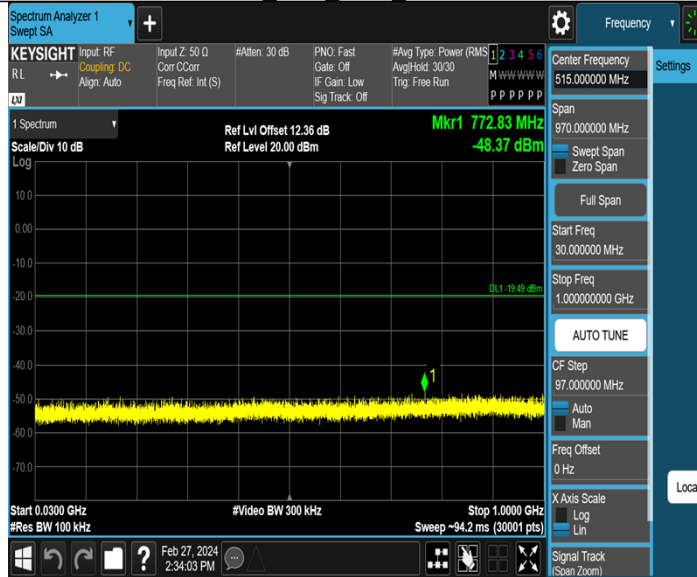 Spectrum Analyzer 1
Swept SA
Frequency
KEYSIGHT
RL
LXI
Input: RF
Coupling: DC
Align: Auto
Input Z: 50 Ω
Corr CCorr
Freq Ref: Int (S)
#Atten: 30 dB
PNO: Fast
Gate: Off
IF Gain: Low
Sig Track: Off
#Avg Type: Power (RMS
Avg|Hold: 30/30
Trig: Free Run
1 2 3 4 5 6
M W W W W W
P P P P P P
1 Spectrum
Scale/Div 10 dB
Log
Ref Lvl Offset 12.36 dB
Ref Level 20.00 dBm
Mkr1 772.83 MHz
-48.37 dBm
10.0
0.00
-10.0
-20.0
-30.0
-40.0
-50.0
-60.0
-70.0
DL1 -19.49 dBm
1
Start 0.0300 GHz
#Res BW 100 kHz
#Video BW 300 kHz
Stop 1.0000 GHz
Sweep ~94.2 ms (30001 pts)
Feb 27, 2024
2:34:03 PM
Center Frequency
515.000000 MHz
Span
970.000000 MHz
Swept Span
Zero Span
Full Span
Start Freq
30.000000 MHz
Stop Freq
1.000000000 GHz
AUTO TUNE
CF Step
97.000000 MHz
Auto
Man
Freq Offset
0 Hz
X Axis Scale
Log
Lin
Signal Track
(Span Zoom)
Settings
Loca